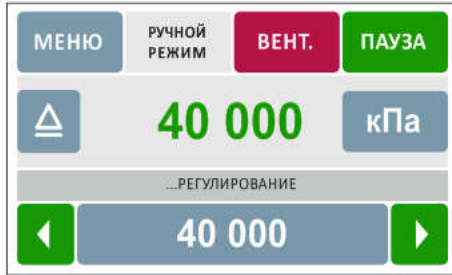 МЕНЮ
РУЧНОЙ
РЕЖИМ
ВЕНТ.
ПАУЗА
40 000
кПа
...РЕГУЛИРОВАНИЕ
40 000